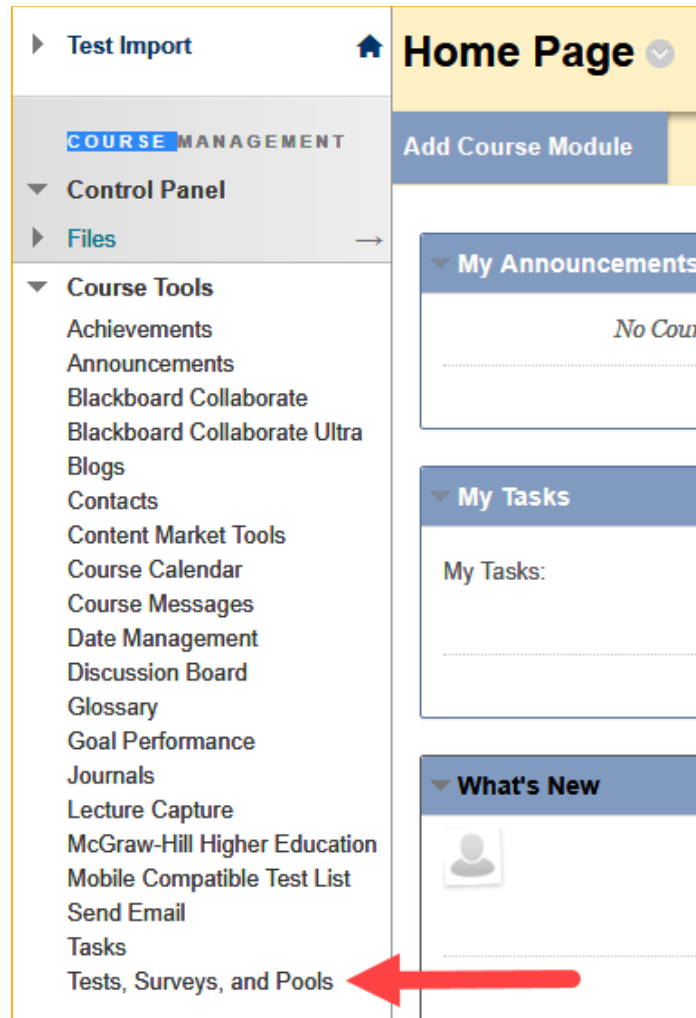 Test Import
COURSE MANAGEMENT
Control Panel
Files
Course Tools
Achievements
Announcements
Blackboard Collaborate
Blackboard Collaborate Ultra
Blogs
Contacts
Content Market Tools
Course Calendar
Course Messages
Date Management
Discussion Board
Glossary
Goal Performance
Journals
Lecture Capture
McGraw-Hill Higher Education
Mobile Compatible Test List
Send Email
Tasks
Tests, Surveys, and Pools
Home Page
Add Course Module
My Announcements
No Cour
My Tasks
My Tasks:
What's New